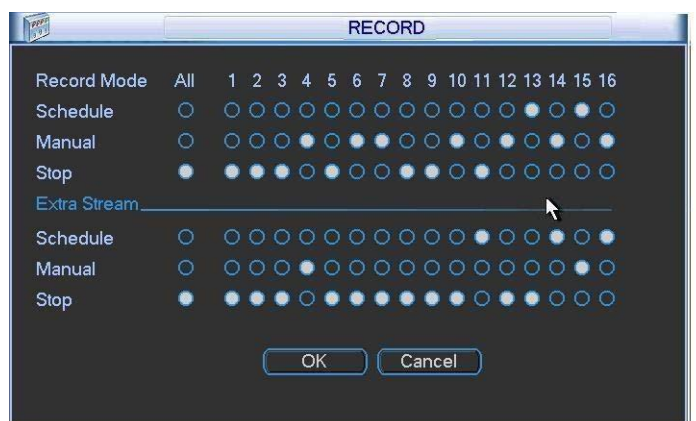 RECORD
Record Mode All 1 2 3 4 5 6 7 8 9 10 11 12 13 14 15 16
Schedule
Manual
Stop
Extra Stream
Schedule
Manual
Stop
OK Cancel